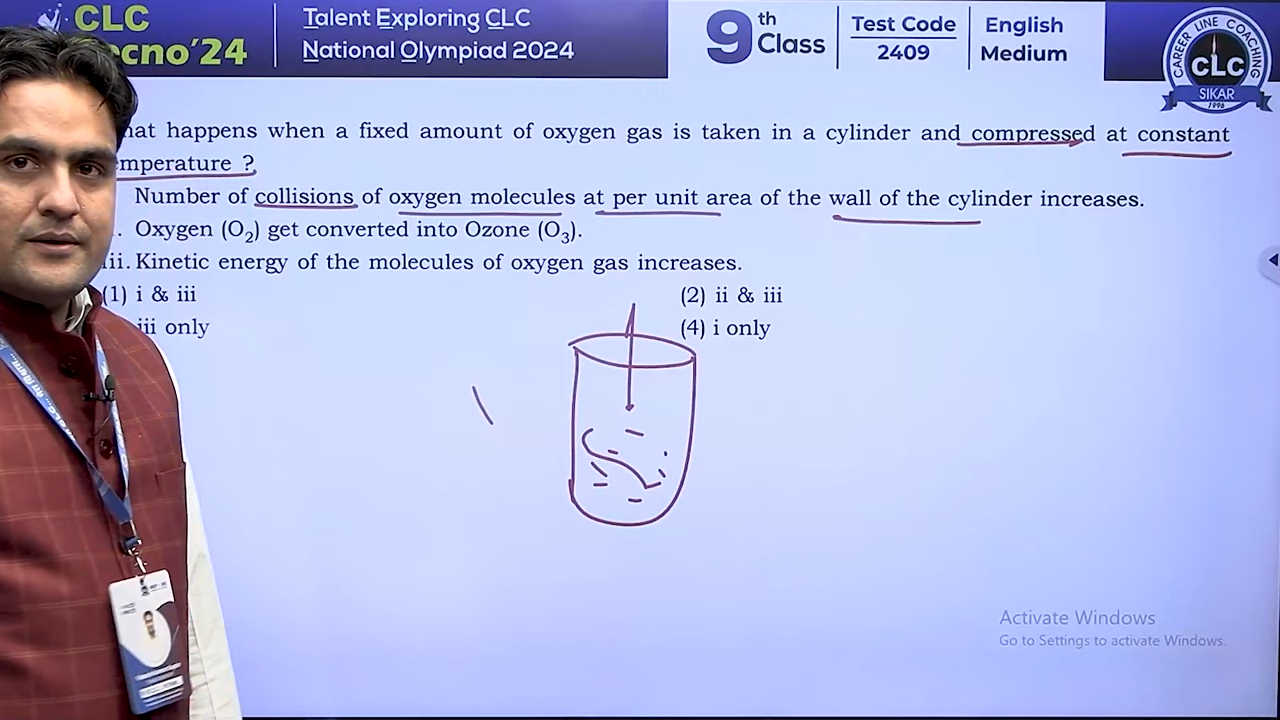 CLC
ecno'24
Talent Exploring CLC
National Olympiad 2024
9th Class
Test Code
2409
English
Medium
CAREER LINE COACHING
CLC
SIKAR
1996
hat happens when a fixed amount of oxygen gas is taken in a cylinder and compressed at constant
mperature ?
Number of collisions of oxygen molecules at per unit area of the wall of the cylinder increases.
. Oxygen (O₂) get converted into Ozone (O₃).
iii. Kinetic energy of the molecules of oxygen gas increases.
(1) i & iii
(2) ii & iii
iii only
(4) i only
Activate Windows
Go to Settings to activate Windows.